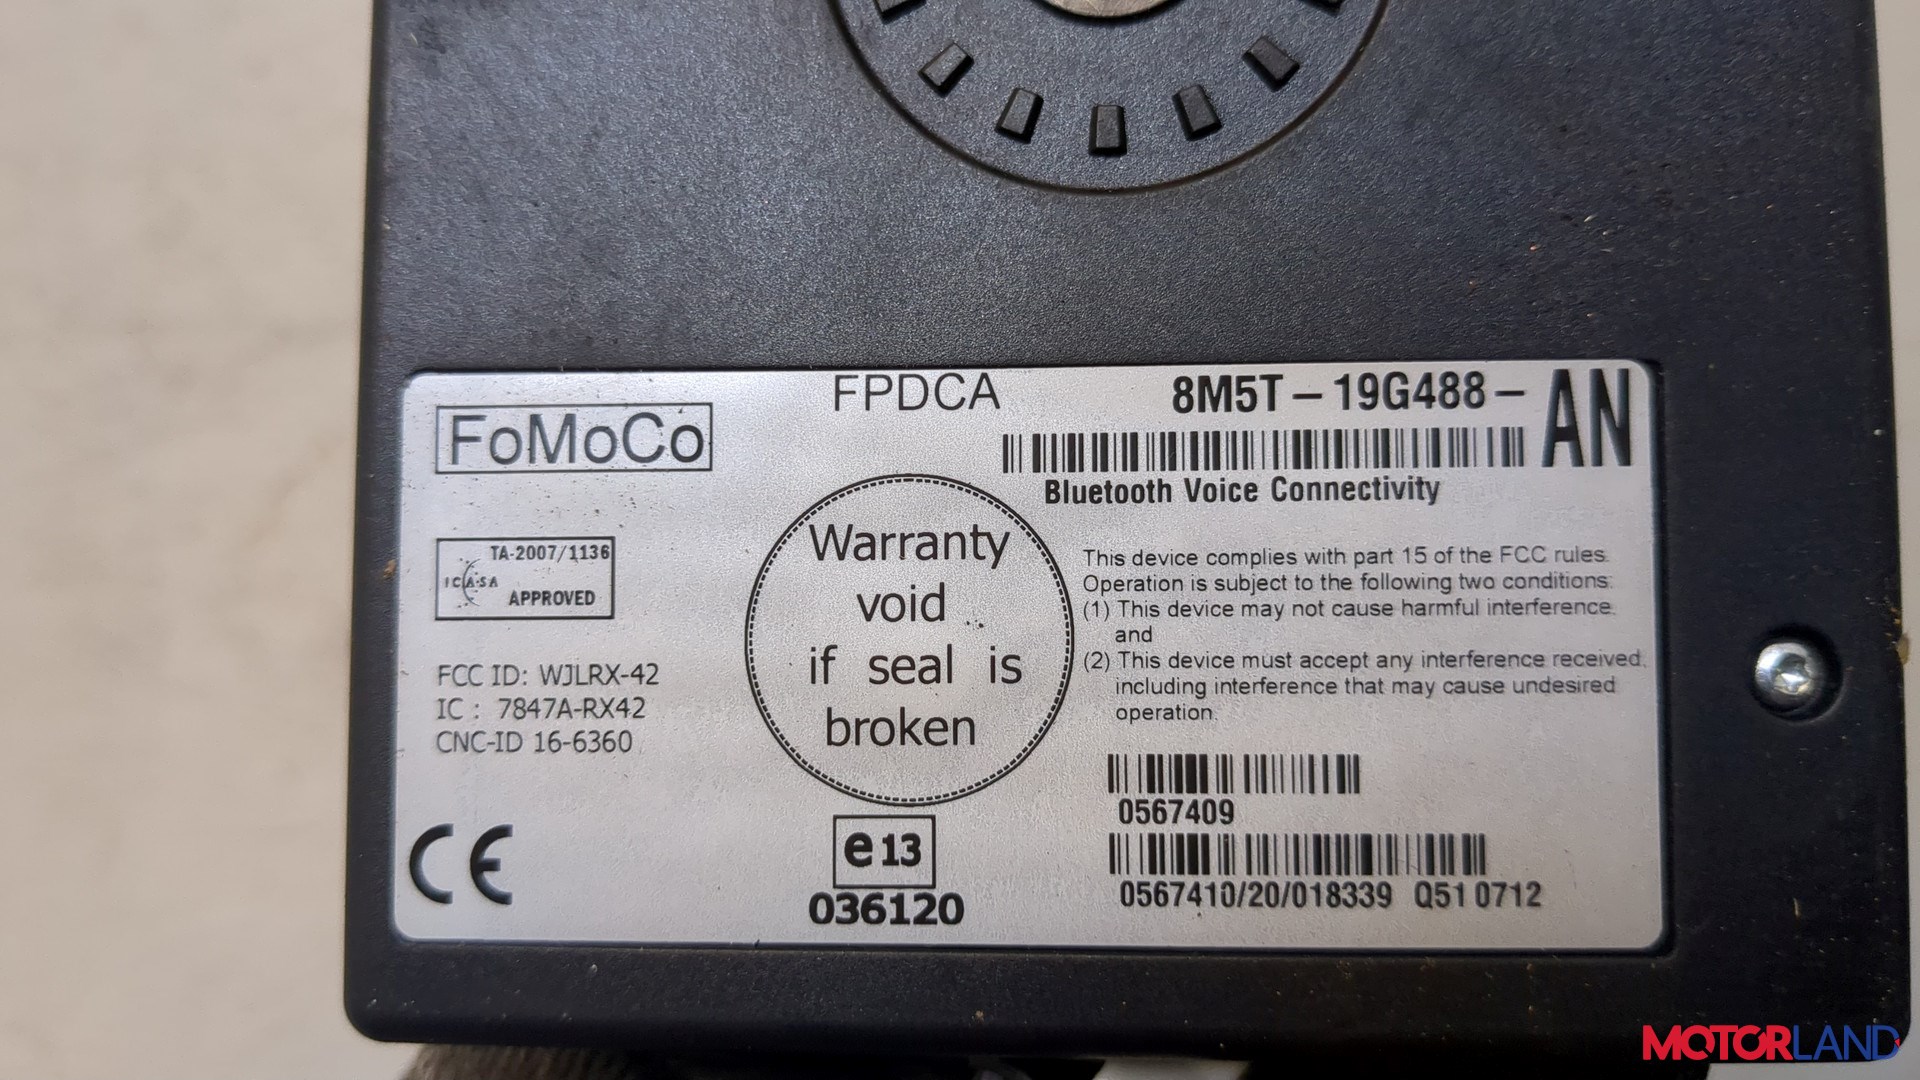 FoMoCo
FPDCA
8M5T-19G488-AN
Bluetooth Voice Connectivity
TA-2007/1136
ICASA
APPROVED
FCC ID: WJLRX-42
IC : 7847A-RX42
CNC-ID 16-6360
CE
Warranty
void
if seal is
broken
e13
036120
This device complies with part 15 of the FCC rules.
Operation is subject to the following two conditions:
(1) This device may not cause harmful interference.
and
(2) This device must accept any interference received,
including interference that may cause undesired
operation.
0567409
0567410/20/018339 Q51 0712
MOTORLAND